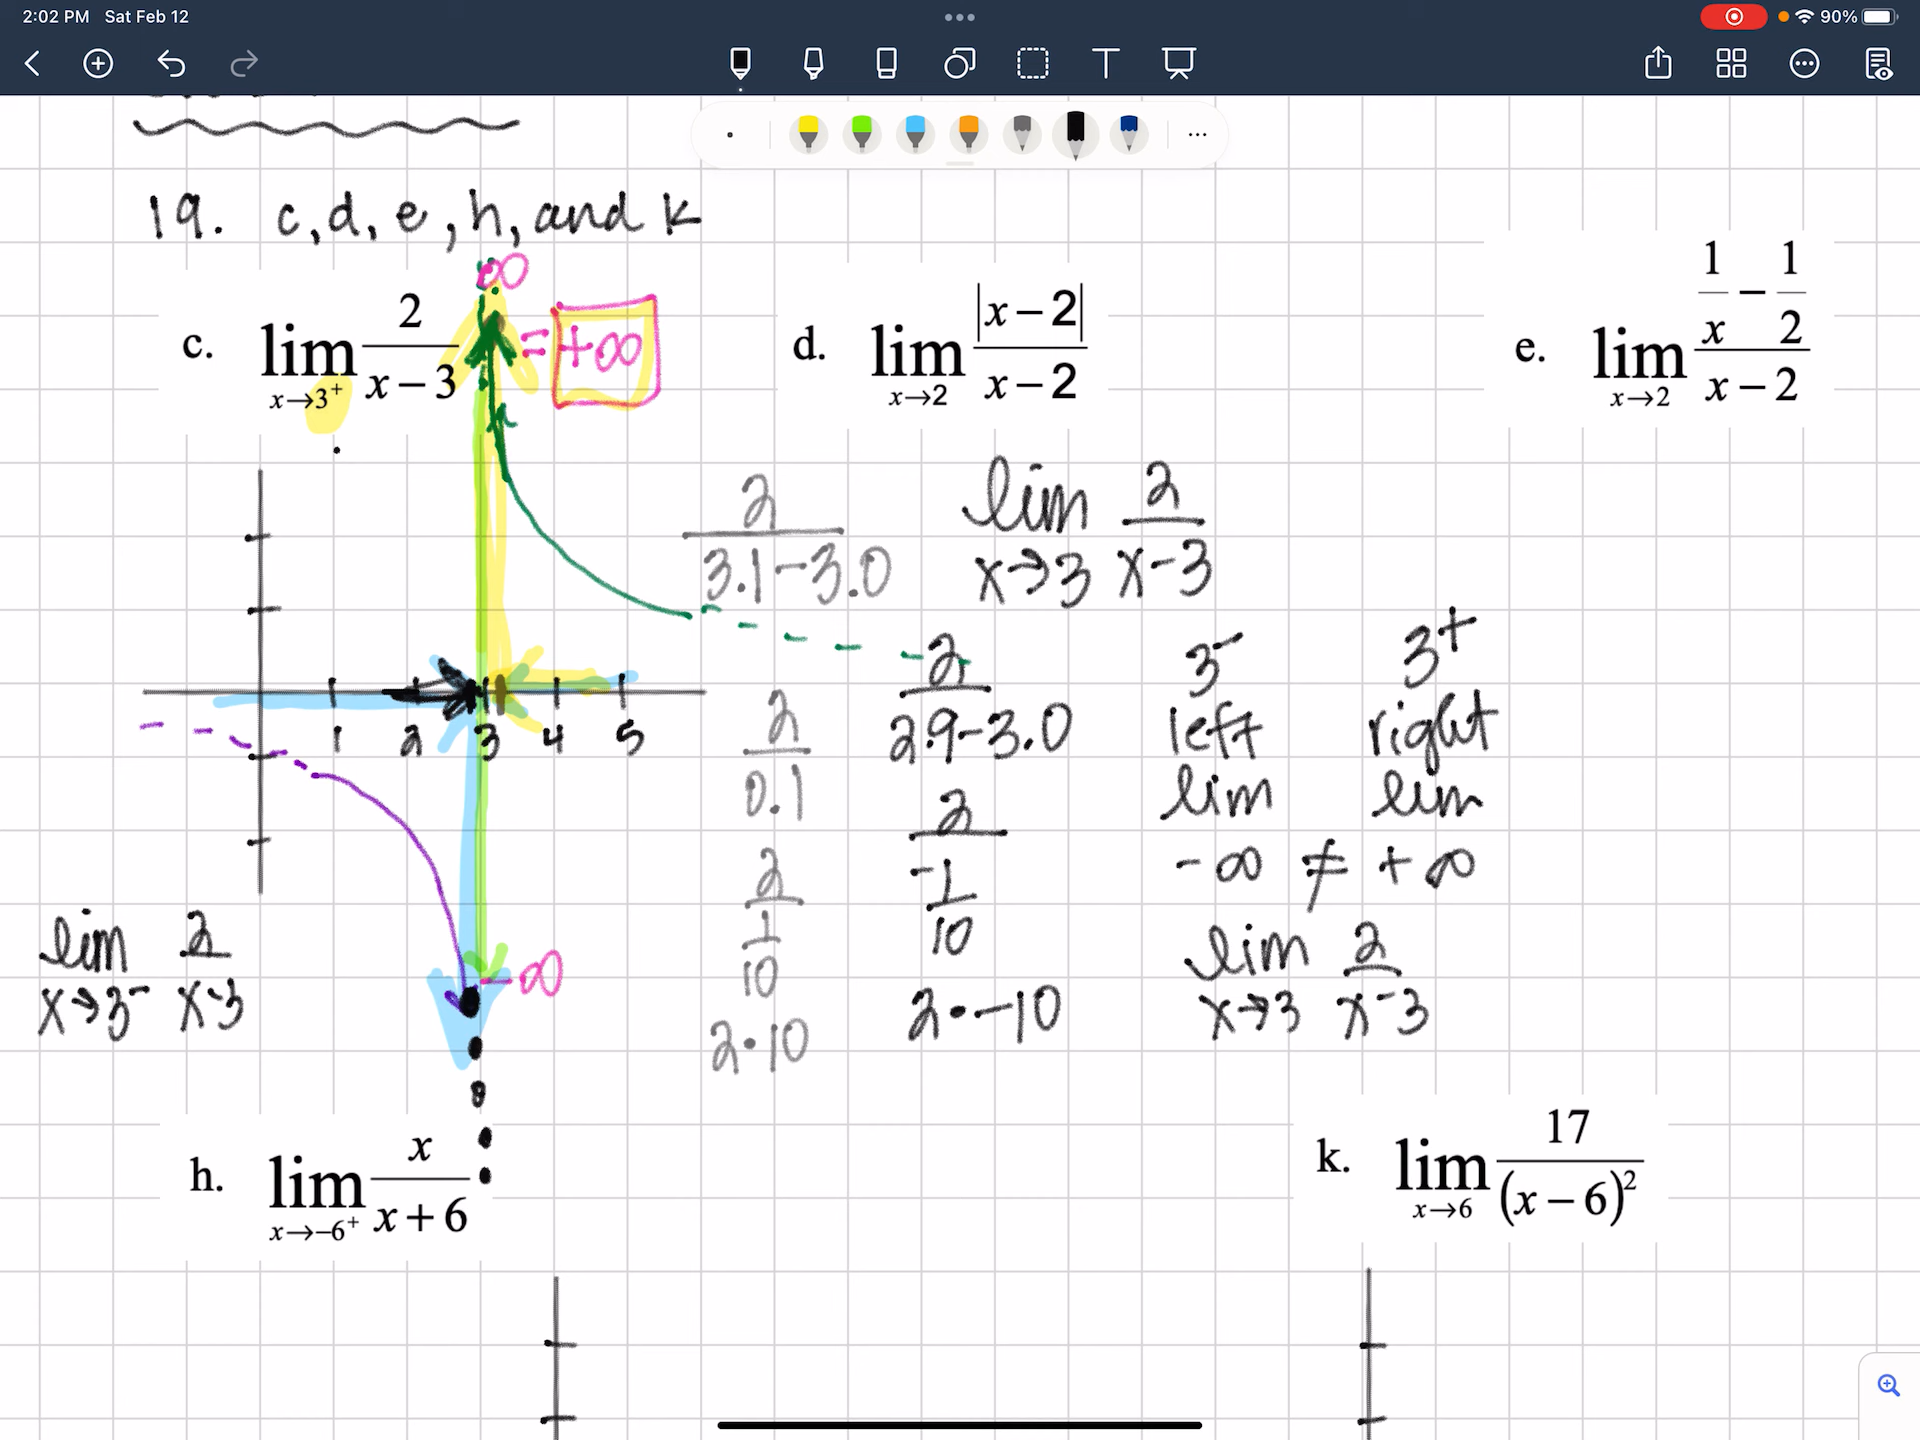 2:02 PM Sat Feb 12
90%
19. c, d, e, h, and k
∞
c. lim x→3⁺ 2/(x−3) = +∞
d. lim x→2 |x−2|/(x−2)
e. lim x→2 (1/x − 1/2)/(x−2)
2/(3.1−3.0)
lim x→3 2/(x−3)
1 2 3 4 5
2/0.1
2/(1/10)
2·10
2/(2.9−3.0)
2/(-1/10)
2·-10
3⁻ 3⁺
left right
lim lim
-∞ ≠ +∞
lim x→3 2/(x-3)
lim x→3⁻ 2/(x-3)
-∞
h. lim x→−6⁺ x/(x+6)
k. lim x→6 17/(x−6)²